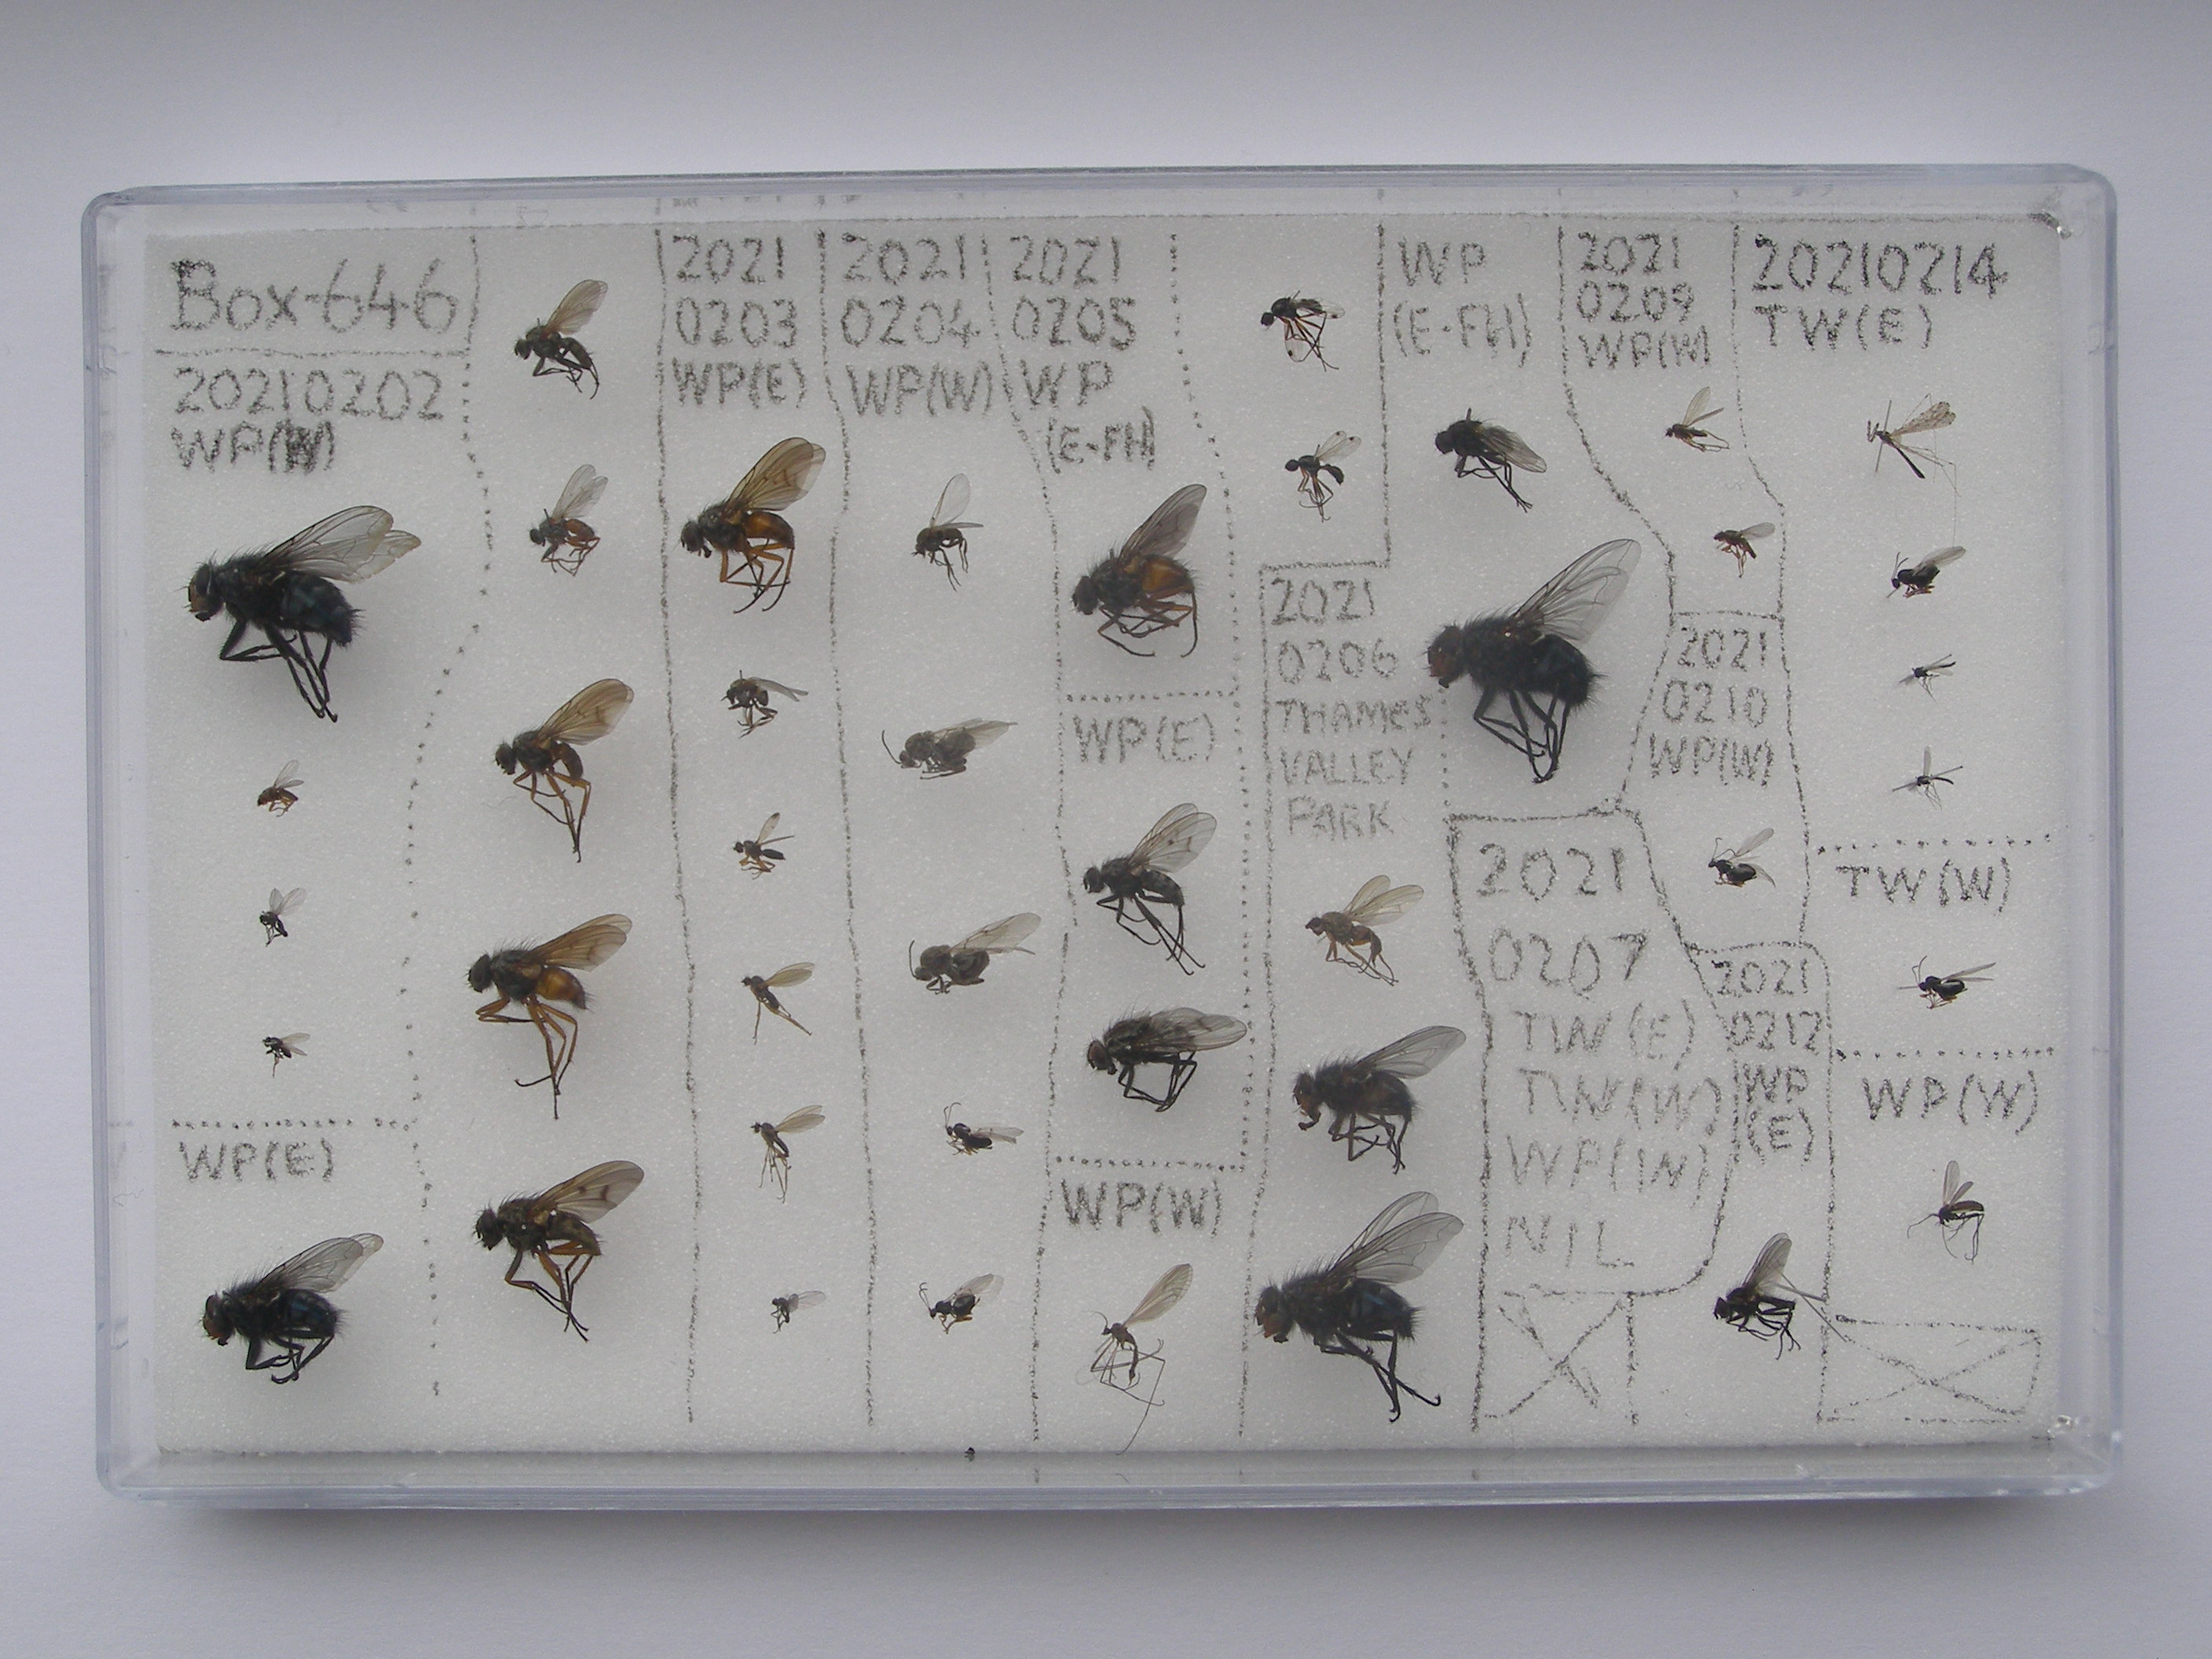 Box-646
20210202
WP(W)
WP(E)
2021
0203
WP(E)
2021
0204
WP(W)
2021
0205
WP
(E-FH)
WP(E)
WP(W)
2021
0206
THAMES
VALLEY
PARK
WP
(E-FH)
2021
0207
TW(E)
TW(W)
WP(W)
NIL
2021
0209
WP(W)
2021
0210
WP(W)
2021
0212
WP
(E)
20210214
TW(E)
TW(W)
WP(W)